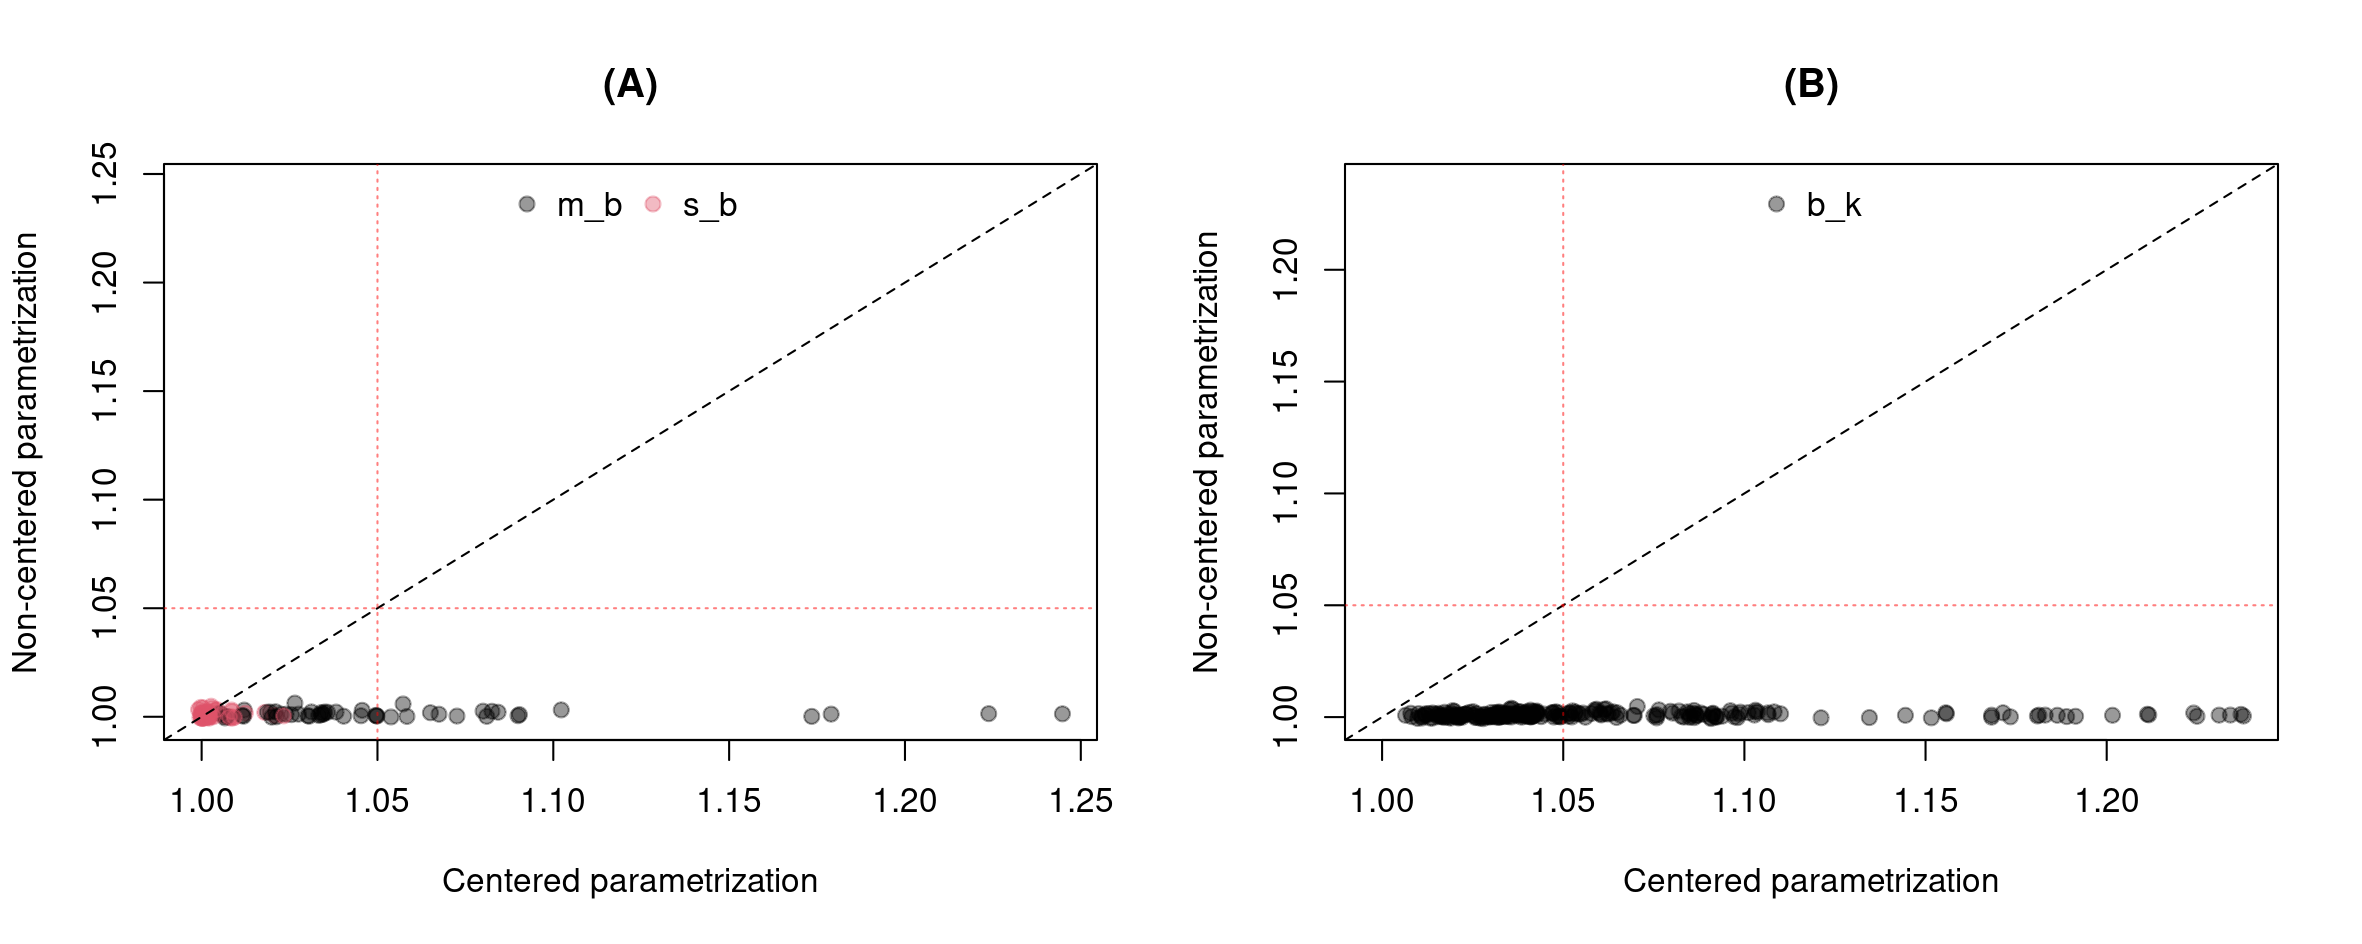 (A)
Non-centered parametrization
1.25
1.20
1.15
1.10
1.05
1.00
m_b s_b
1.00 1.05 1.10 1.15 1.20 1.25
Centered parametrization
(B)
Non-centered parametrization
1.20
1.15
1.10
1.05
1.00
b_k
1.00 1.05 1.10 1.15 1.20
Centered parametrization